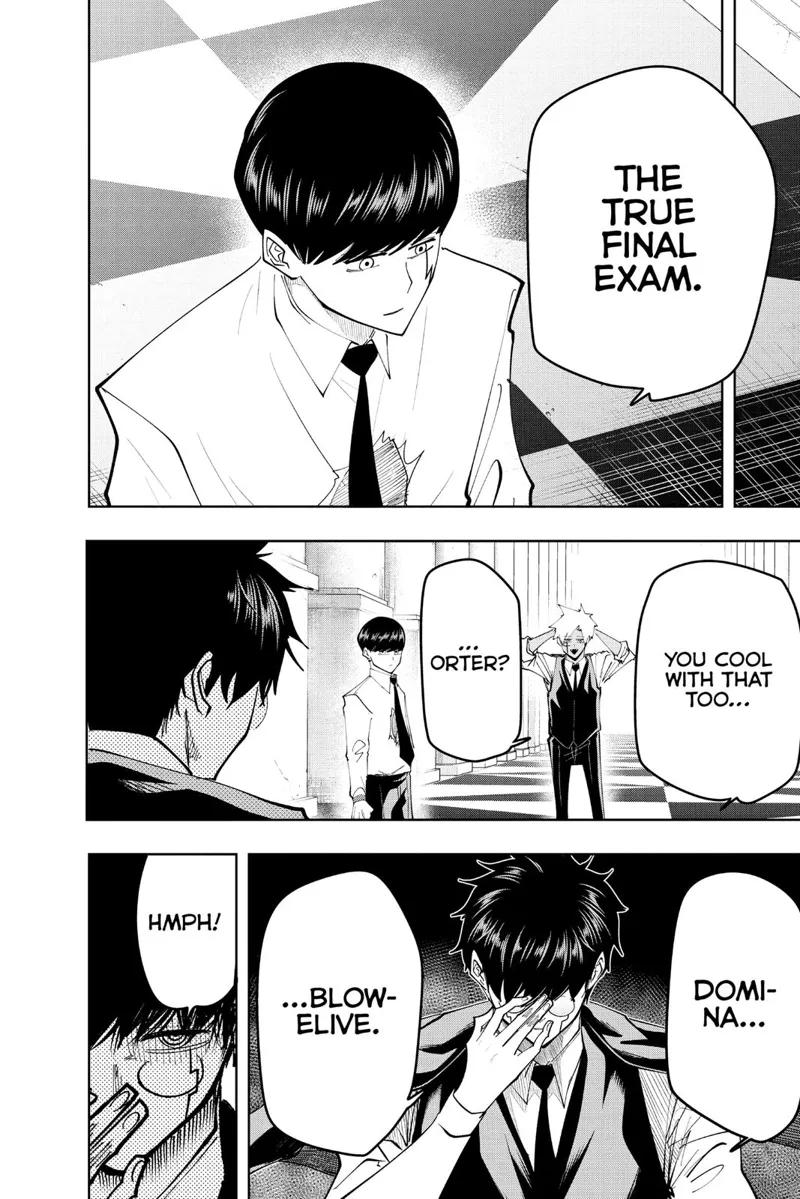 THE
TRUE
FINAL
EXAM.
YOU COOL
WITH THAT
TOO...
...
ORTER?
DOMI-
NA...
...BLOW-
ELIVE.
HMPH!